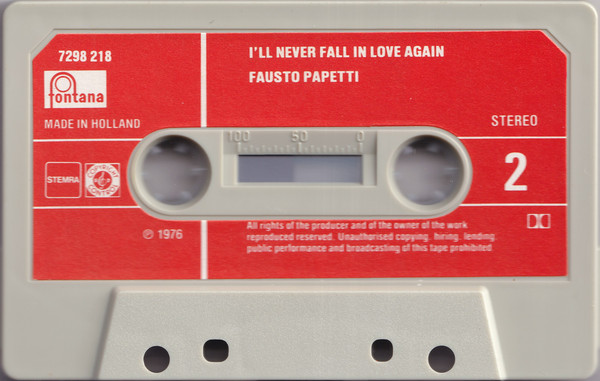 7298 218
I'LL NEVER FALL IN LOVE AGAIN
FAUSTO PAPETTI
fontana
MADE IN HOLLAND
STEREO
100 50 0
STEMRA
COPYRIGHT CONTROL
2
℗ 1976
All rights of the producer and of the owner of the work
reproduced reserved. Unauthorised copying, hiring, lending
public performance and broadcasting of this tape prohibited